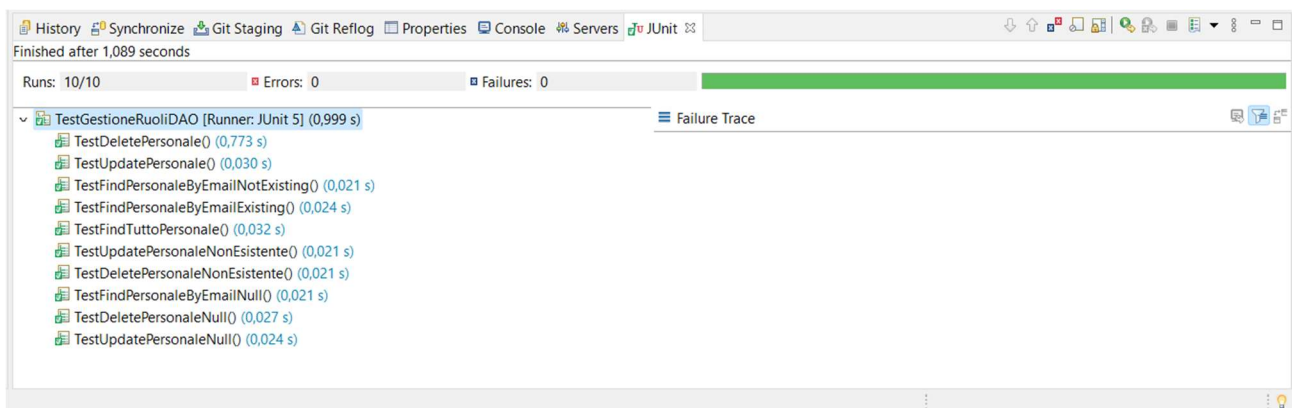 History Synchronize Git Staging Git Reflog Properties Console Servers JUnit
Finished after 1,089 seconds
Runs: 10/10 Errors: 0 Failures: 0
TestGestioneRuoliDAO [Runner: JUnit 5] (0,999 s) Failure Trace
TestDeletePersonale() (0,773 s)
TestUpdatePersonale() (0,030 s)
TestFindPersonaleByEmailNotExisting() (0,021 s)
TestFindPersonaleByEmailExisting() (0,024 s)
TestFindTuttoPersonale() (0,032 s)
TestUpdatePersonaleNonEsistente() (0,021 s)
TestDeletePersonaleNonEsistente() (0,021 s)
TestFindPersonaleByEmailNull() (0,021 s)
TestDeletePersonaleNull() (0,027 s)
TestUpdatePersonaleNull() (0,024 s)